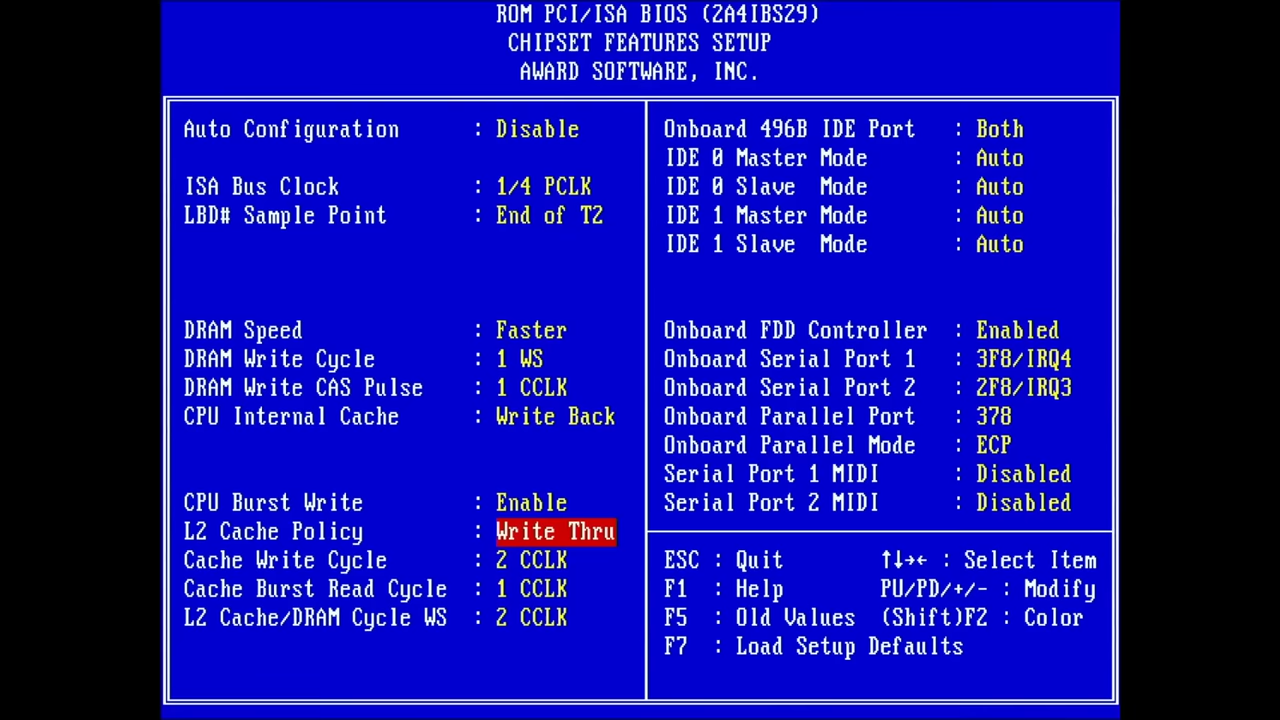 ROM PCI/ISA BIOS (2A4IBS29)
CHIPSET FEATURES SETUP
AWARD SOFTWARE, INC.
Auto Configuration : Disable
ISA Bus Clock : 1/4 PCLK
LBD# Sample Point : End of T2
DRAM Speed : Faster
DRAM Write Cycle : 1 WS
DRAM Write CAS Pulse : 1 CCLK
CPU Internal Cache : Write Back
CPU Burst Write : Enable
L2 Cache Policy : Write Thru
Cache Write Cycle : 2 CCLK
Cache Burst Read Cycle : 1 CCLK
L2 Cache/DRAM Cycle WS : 2 CCLK
Onboard 496B IDE Port : Both
IDE 0 Master Mode : Auto
IDE 0 Slave  Mode : Auto
IDE 1 Master Mode : Auto
IDE 1 Slave  Mode : Auto
Onboard FDD Controller : Enabled
Onboard Serial Port 1 : 3F8/IRQ4
Onboard Serial Port 2 : 2F8/IRQ3
Onboard Parallel Port : 378
Onboard Parallel Mode : ECP
Serial Port 1 MIDI : Disabled
Serial Port 2 MIDI : Disabled
ESC : Quit ↑↓→← : Select Item
F1 : Help PU/PD/+/- : Modify
F5 : Old Values (Shift)F2 : Color
F7 : Load Setup Defaults